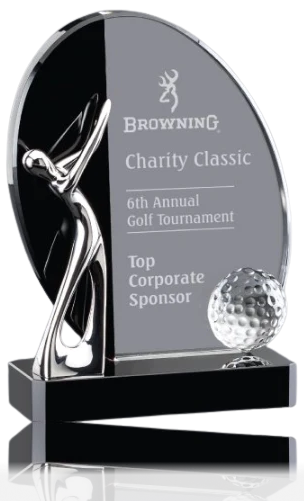 BROWNING
Charity Classic
6th Annual
Golf Tournament
Top
Corporate
Sponsor